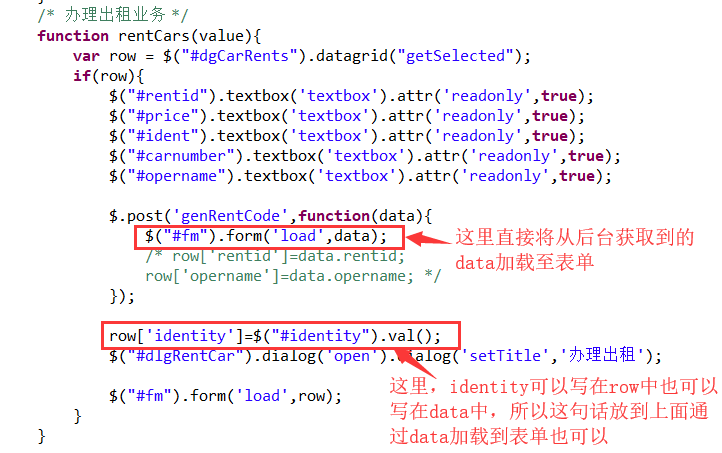 /* 办理出租业务 */
function rentCars(value){
var row = $("#dgCarRents").datagrid("getSelected");
if(row){
$("#rentid").textbox('textbox').attr('readonly',true);
$("#price").textbox('textbox').attr('readonly',true);
$("#ident").textbox('textbox').attr('readonly',true);
$("#carnumber").textbox('textbox').attr('readonly',true);
$("#opername").textbox('textbox').attr('readonly',true);
$.post('genRentCode',function(data){
$("#fm").form('load',data);
这里直接将从后台获取到的
data加载至表单
/* row['rentid']=data.rentid;
row['opername']=data.opername; */
});
row['identity']=$("#identity").val();
$("#dlgRentCar").dialog('open').dialog('setTitle','办理出租');
这里，identity可以写在row中也可以
写在data中，所以这句话放到上面通
过data加载到表单也可以
$("#fm").form('load',row);
}
}